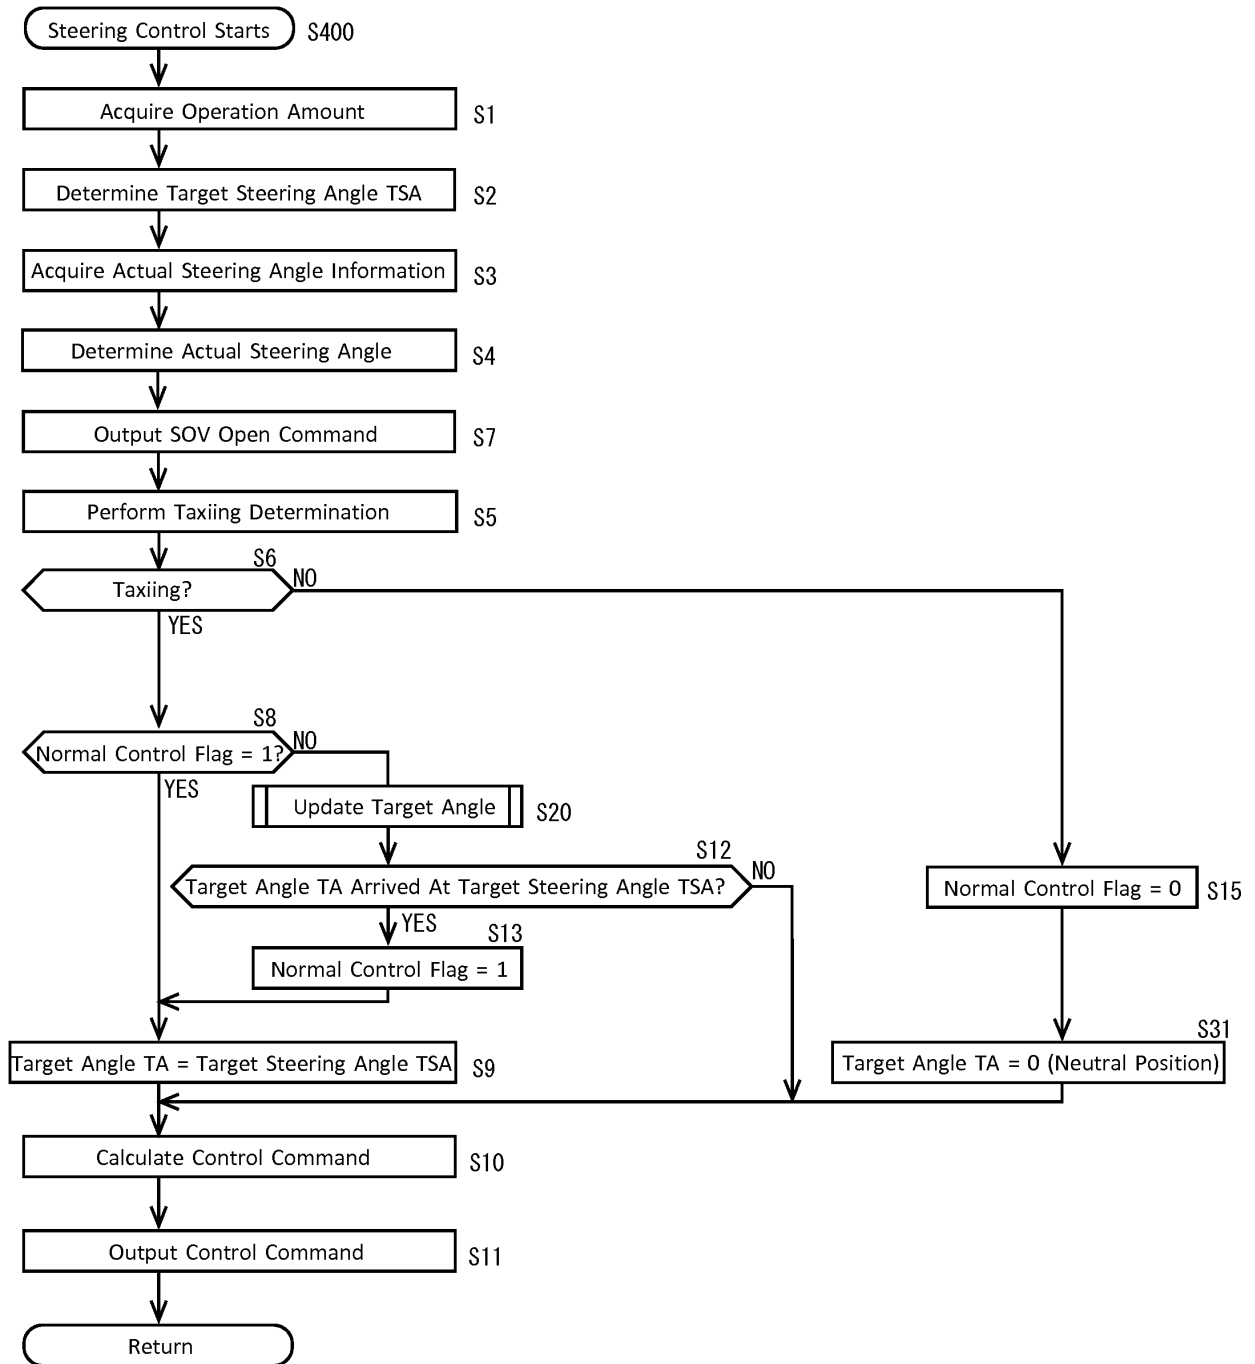 Steering Control Starts S400
Acquire Operation Amount S1
Determine Target Steering Angle TSA S2
Acquire Actual Steering Angle Information S3
Determine Actual Steering Angle S4
Output SOV Open Command S7
Perform Taxiing Determination S5
S6
Taxiing? NO
YES
S8
Normal Control Flag = 1? NO
YES
Update Target Angle S20
S12
Target Angle TA Arrived At Target Steering Angle TSA? NO
YES
Normal Control Flag = 0 S15
S13
Normal Control Flag = 1
S31
Target Angle TA = Target Steering Angle TSA S9
Target Angle TA = 0 (Neutral Position)
Calculate Control Command S10
Output Control Command S11
Return